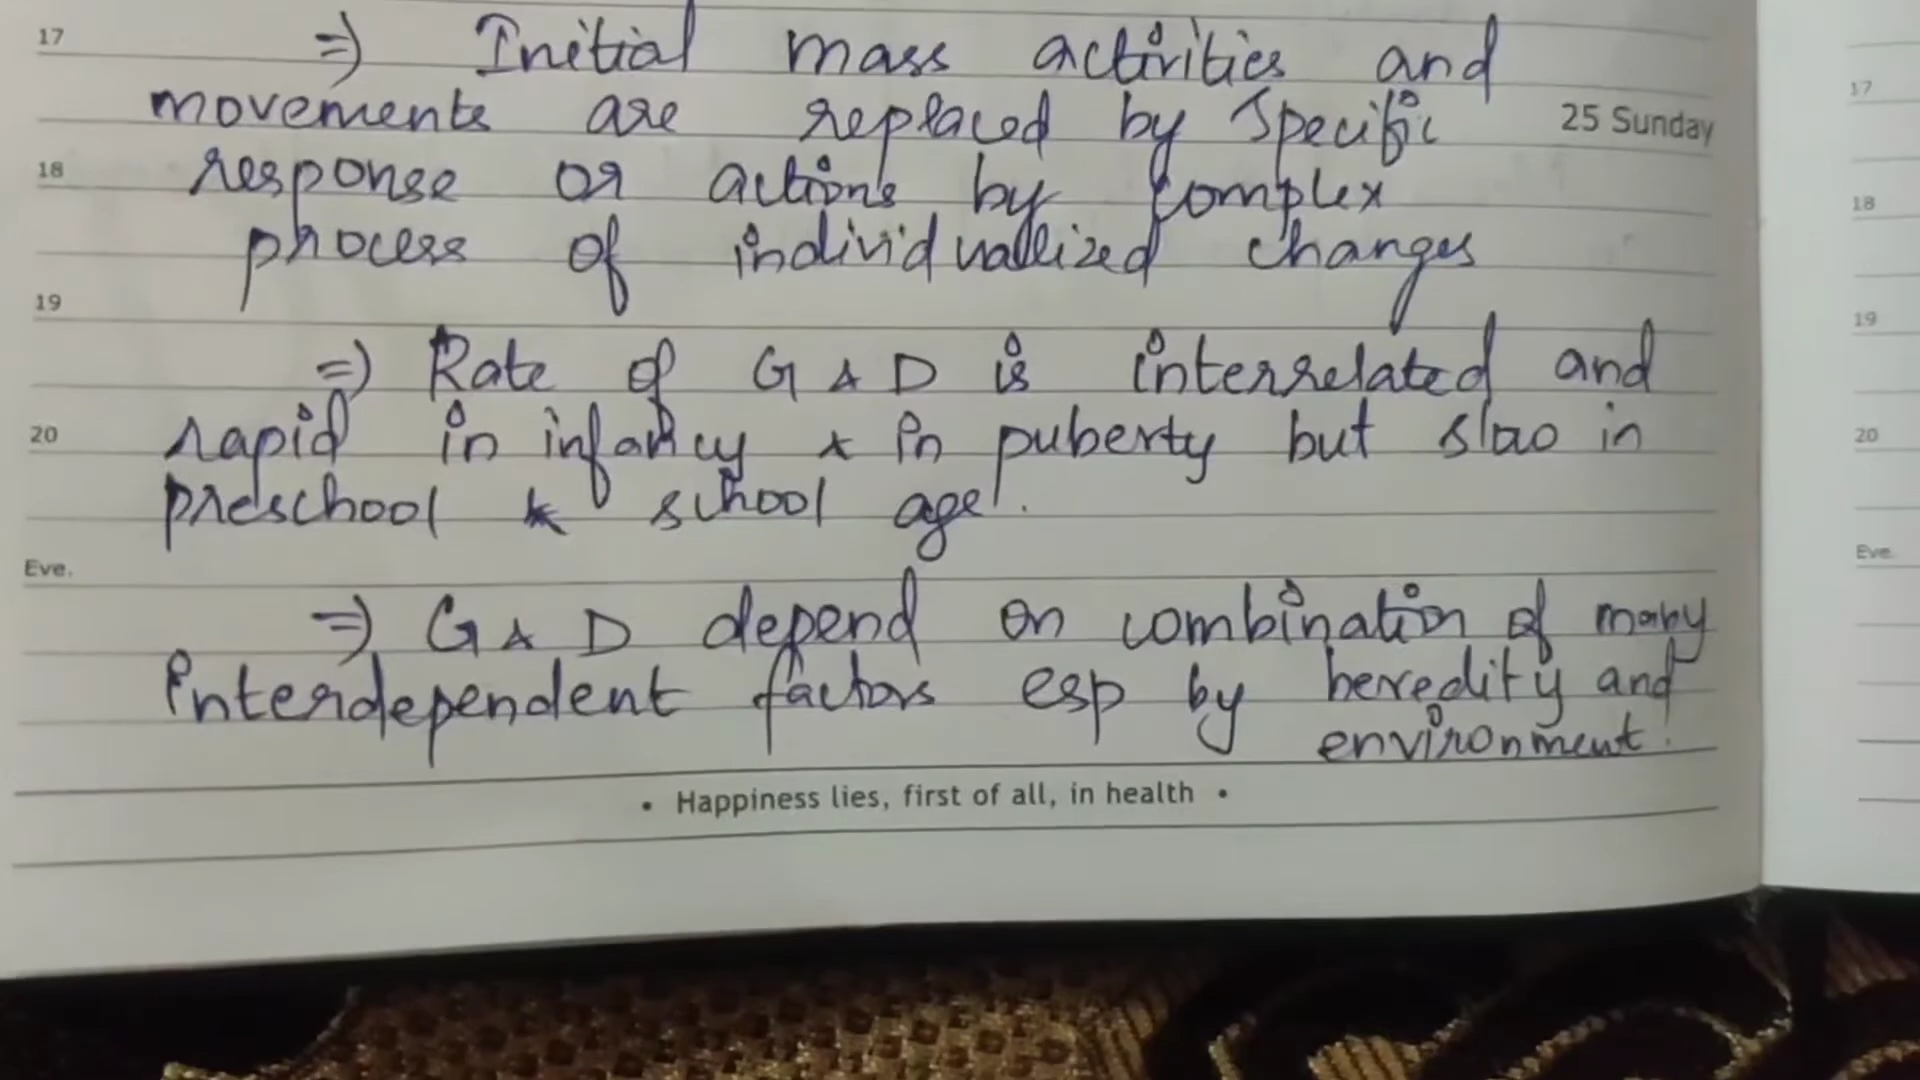 17 => Initial mass activities and
movements are replaced by specific
25 Sunday
18 response or actions by complex
process of individuallized changes
19
=> Rate of G & D is interrelated and
20 rapid in infancy & in puberty but slow in
preschool & school age.
Eve.
=> G & D depend on combination of many
interdependent factors esp by heredity and
environment.
• Happiness lies, first of all, in health •
17
18
19
20
Eve.